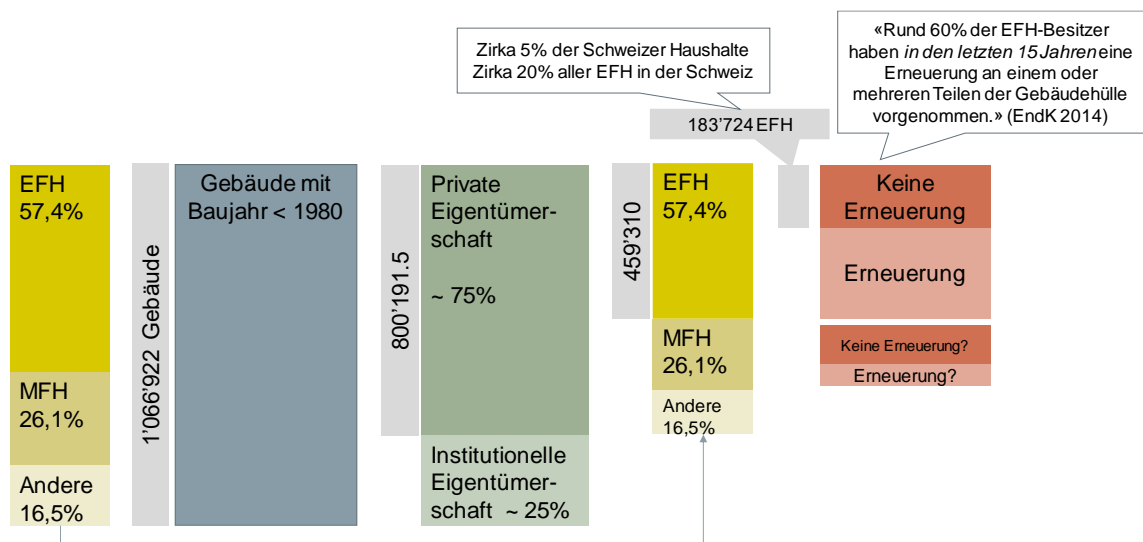 Zirka 5% der Schweizer Haushalte
Zirka 20% aller EFH in der Schweiz
«Rund 60% der EFH-Besitzer
haben in den letzten 15 Jahren eine
Erneuerung an einem oder
mehreren Teilen der Gebäudehülle
vorgenommen.» (EndK 2014)
183'724 EFH
EFH
57,4%
MFH
26,1%
Andere
16,5%
1'066'922 Gebäude
Gebäude mit
Baujahr < 1980
800'191.5
Private
Eigentümer-
schaft
~ 75%
Institutionelle
Eigentümer-
schaft ~ 25%
459'310
EFH
57,4%
MFH
26,1%
Andere
16,5%
Keine
Erneuerung
Erneuerung
Keine Erneuerung?
Erneuerung?